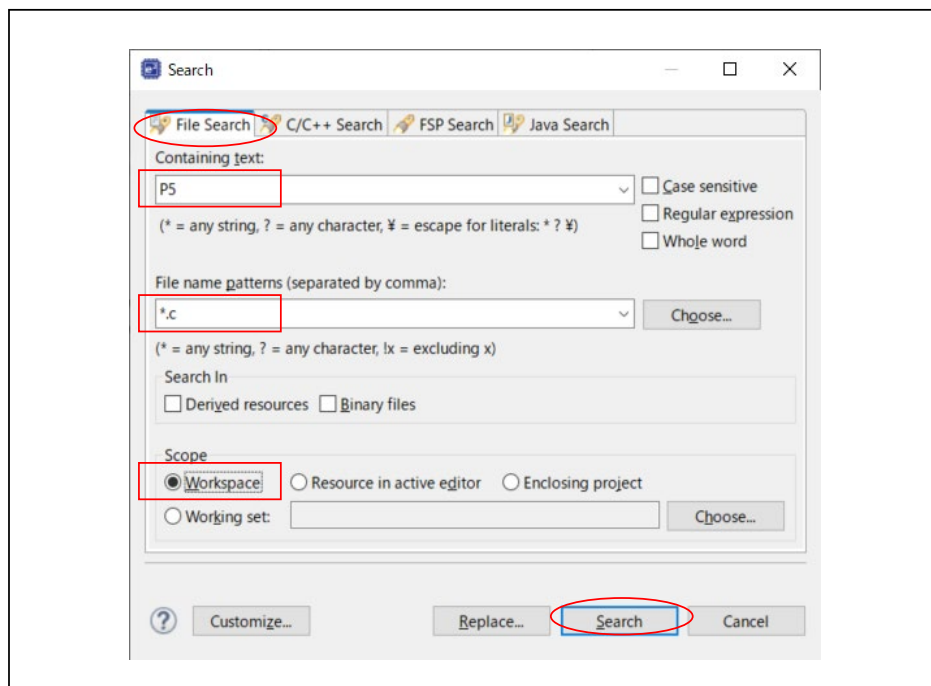 Search
File Search C/C++ Search FSP Search Java Search
Containing text:
P5
Case sensitive
(* = any string, ? = any character, ¥ = escape for literals: * ? ¥)
Regular expression
Whole word
File name patterns (separated by comma):
*.c
Choose...
(* = any string, ? = any character, !x = excluding x)
Search In
Derived resources Binary files
Scope
Workspace Resource in active editor Enclosing project
Working set: Choose...
? Customize... Replace... Search Cancel